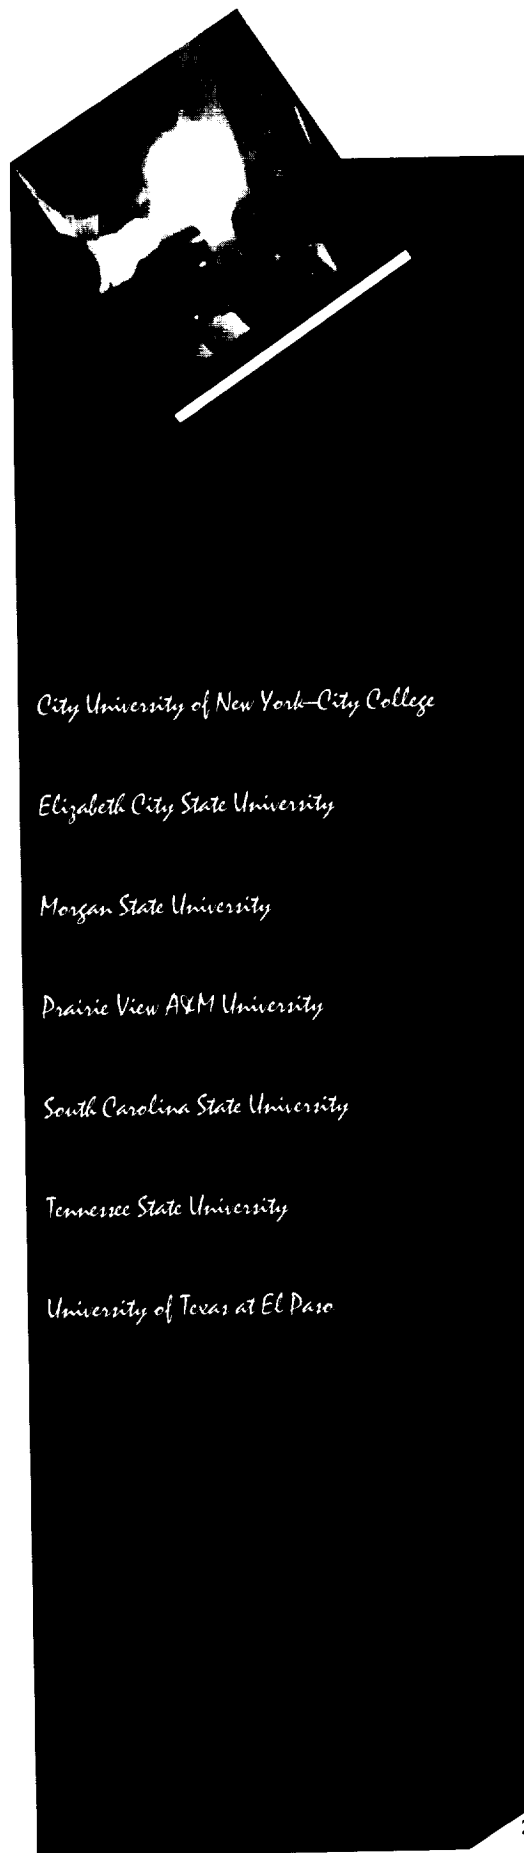 City University of New York—City College
Elizabeth City State University
Morgan State University
Prairie View A&M University
South Carolina State University
Tennessee State University
University of Texas at El Paso